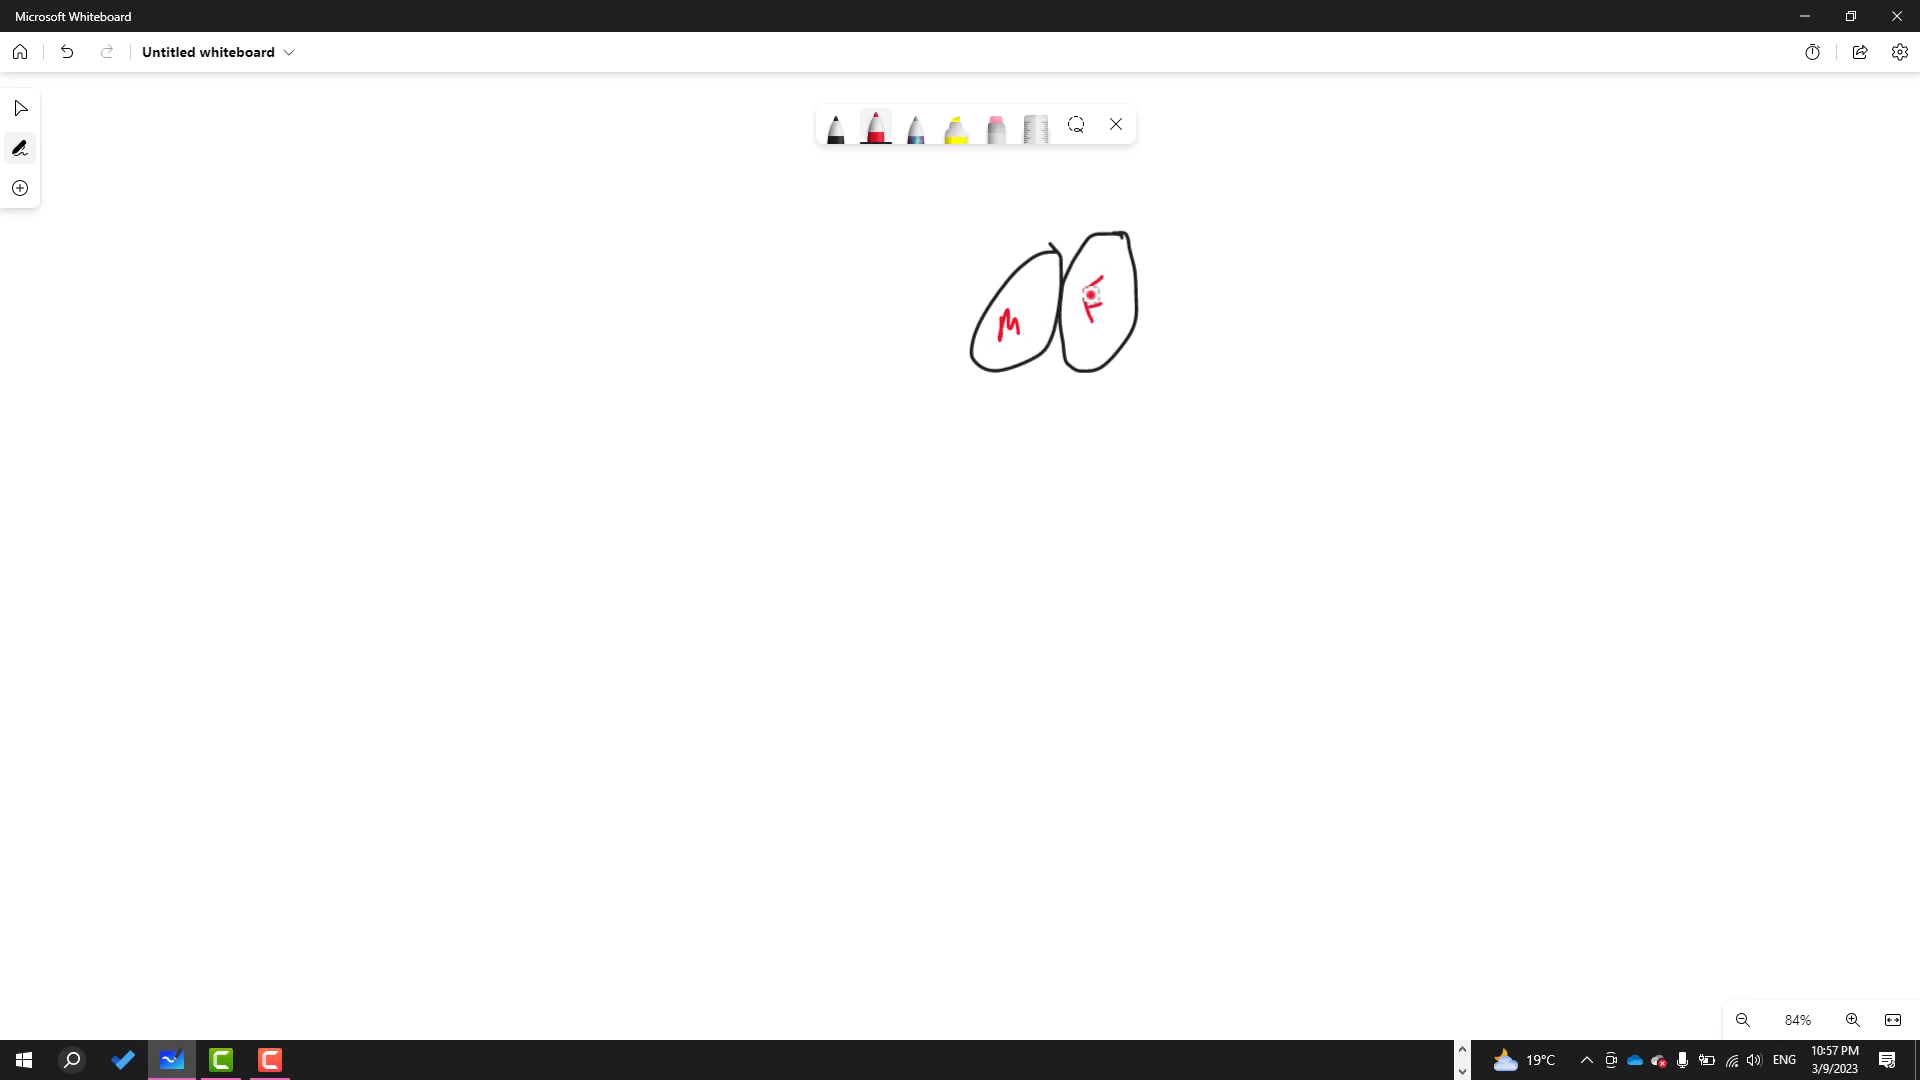 Microsoft Whiteboard
Untitled whiteboard
M F
84%
19°C
ENG
10:57 PM
3/9/2023